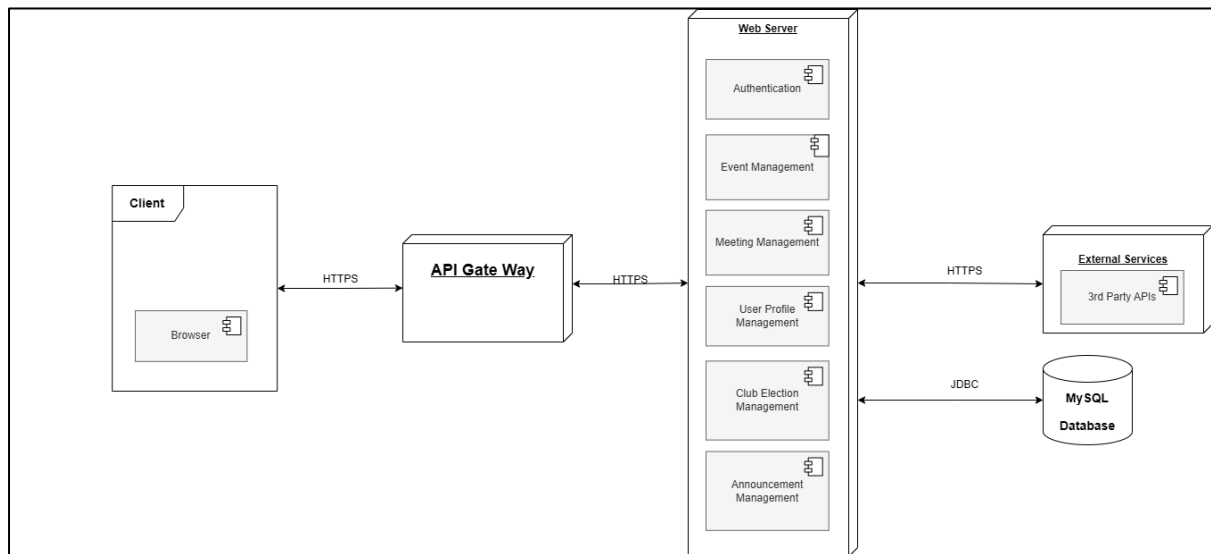 Client
Browser
HTTPS
API Gate Way
HTTPS
Web Server
Authentication
Event Management
Meeting Management
User Profile
Management
Club Election
Management
Announcement
Management
HTTPS
External Services
3rd Party APIs
JDBC
MySQL
Database